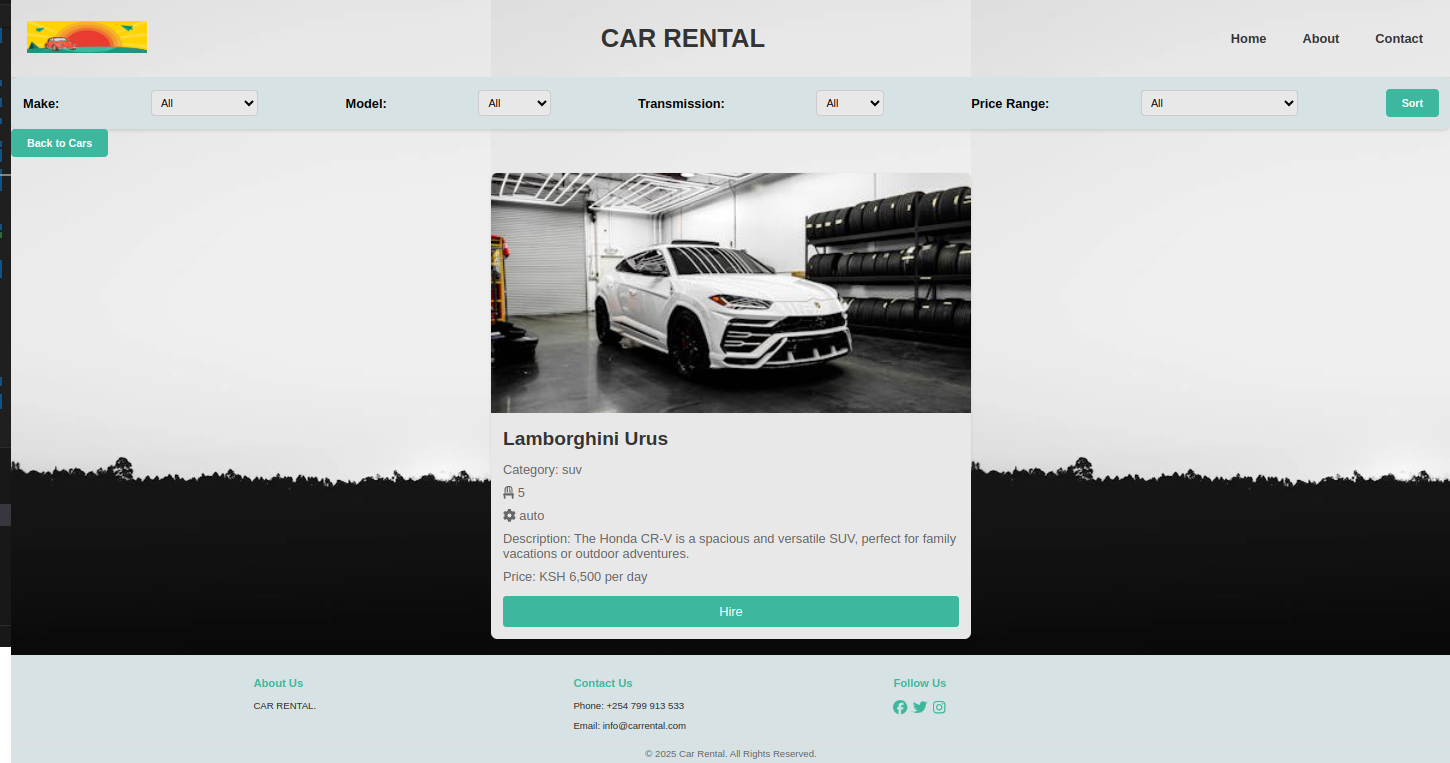 CAR RENTAL
Home About Contact
Make: All Model: All Transmission: All Price Range: All Sort
Back to Cars
Lamborghini Urus
Category: suv
5
auto
Description: The Honda CR-V is a spacious and versatile SUV, perfect for family
vacations or outdoor adventures.
Price: KSH 6,500 per day
Hire
About Us Contact Us Follow Us
CAR RENTAL. Phone: +254 799 913 533
Email: info@carrental.com
© 2025 Car Rental. All Rights Reserved.